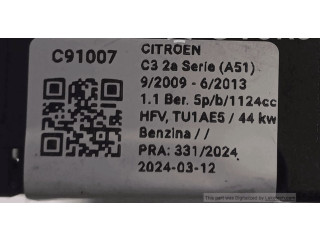 C91007
CITROEN
C3 2a Serie (A51)
9/2009 - 6/2013
1.1 Ber. 5p/b/1124cc
HFV, TU1AE5 / 44 kw
Benzina / /
PRA: 331/2024
2024-03-12